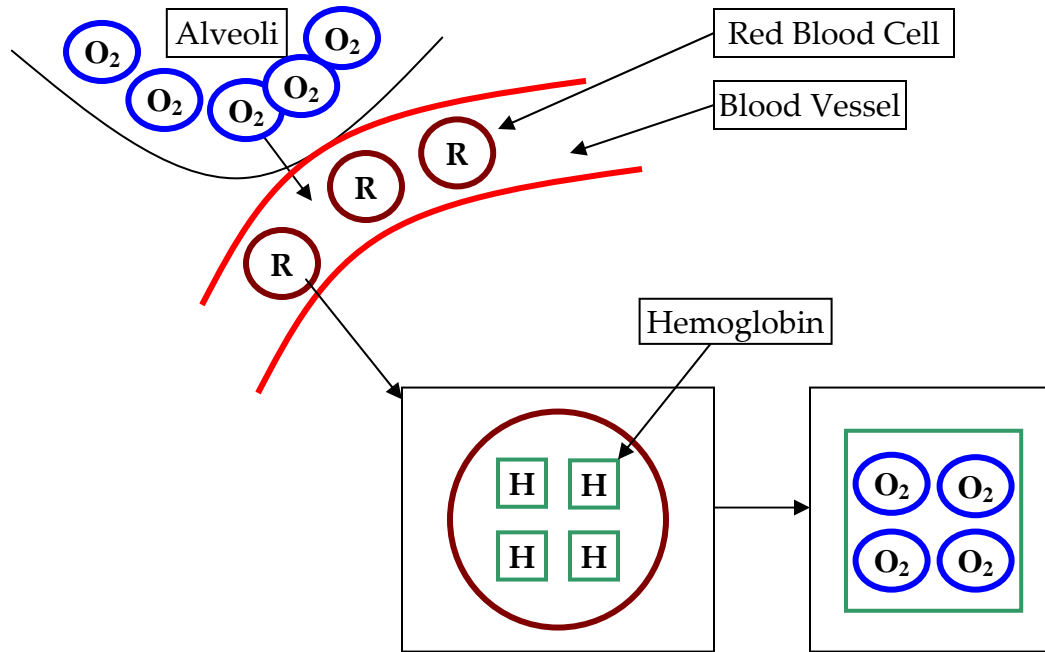 Alveoli
O₂
O₂
O₂
O₂
O₂
Red Blood Cell
Blood Vessel
R
R
R
Hemoglobin
H H
H H
O₂ O₂
O₂ O₂